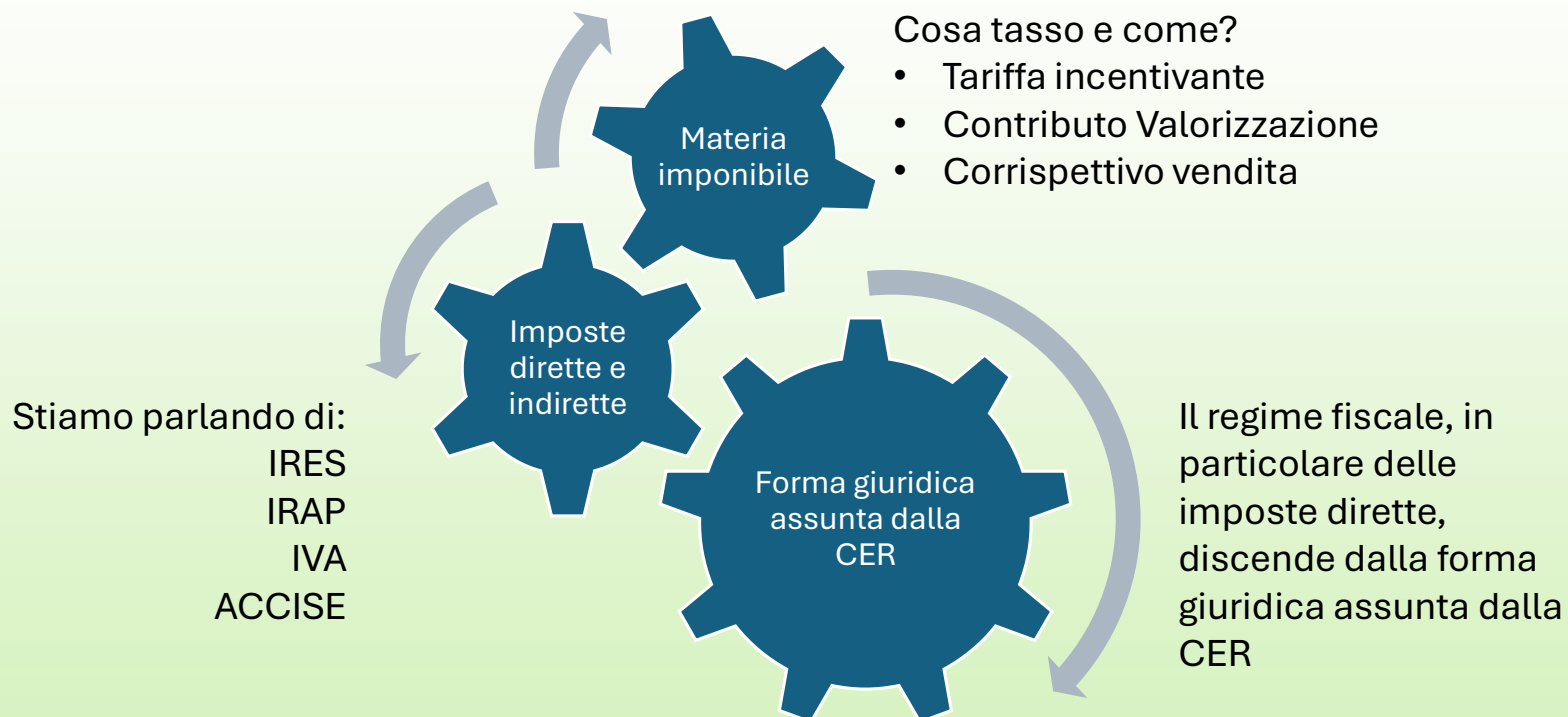 Cosa tasso e come?
• Tariffa incentivante
• Contributo Valorizzazione
• Corrispettivo vendita
Materia
imponibile
Imposte
dirette e
indirette
Stiamo parlando di:
IRES
IRAP
IVA
ACCISE
Forma giuridica
assunta dalla
CER
Il regime fiscale, in
particolare delle
imposte dirette,
discende dalla forma
giuridica assunta dalla
CER